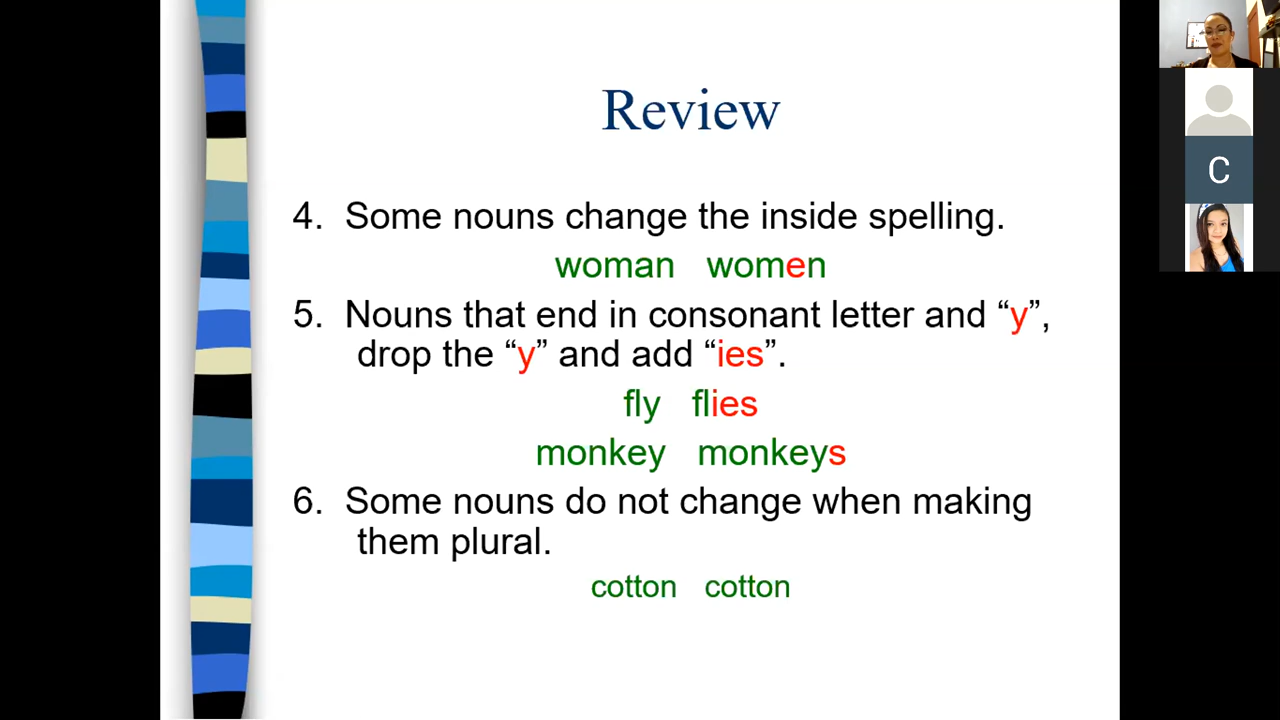 Review
4. Some nouns change the inside spelling.
woman women
5. Nouns that end in consonant letter and “y”,
drop the “y” and add “ies”.
fly flies
monkey monkeys
6. Some nouns do not change when making
them plural.
cotton cotton
C